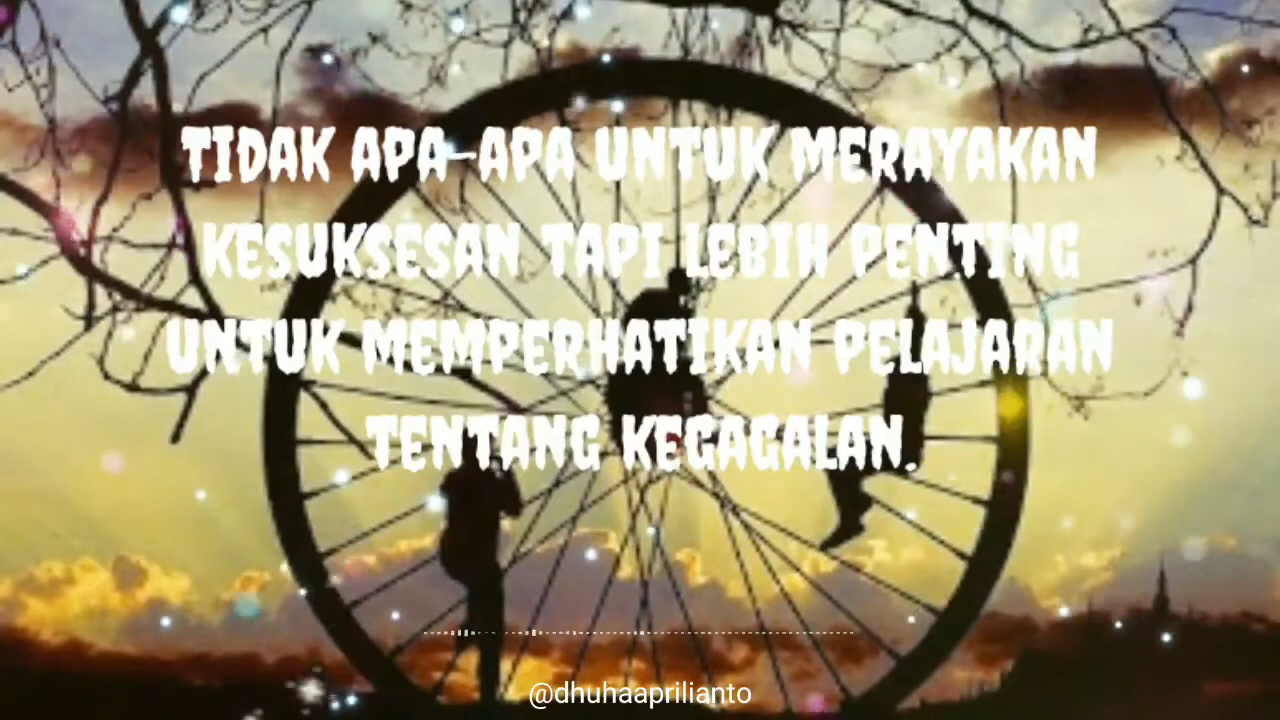 TIDAK APA-APA UNTUK MERAYAKAN
KESUKSESAN TAPI LEBIH PENTING
UNTUK MEMPERHATIKAN PELAJARAN
TENTANG KEGAGALAN.
@dhuhaaprilianto